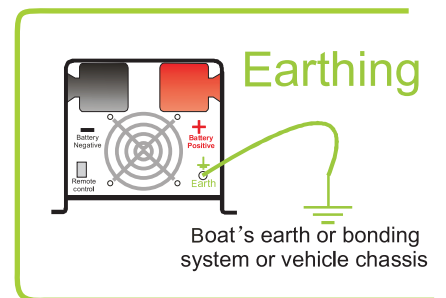 Earthing
Battery
Negative
Battery
Positive
Remote
control
Earth
Boat's earth or bonding
system or vehicle chassis